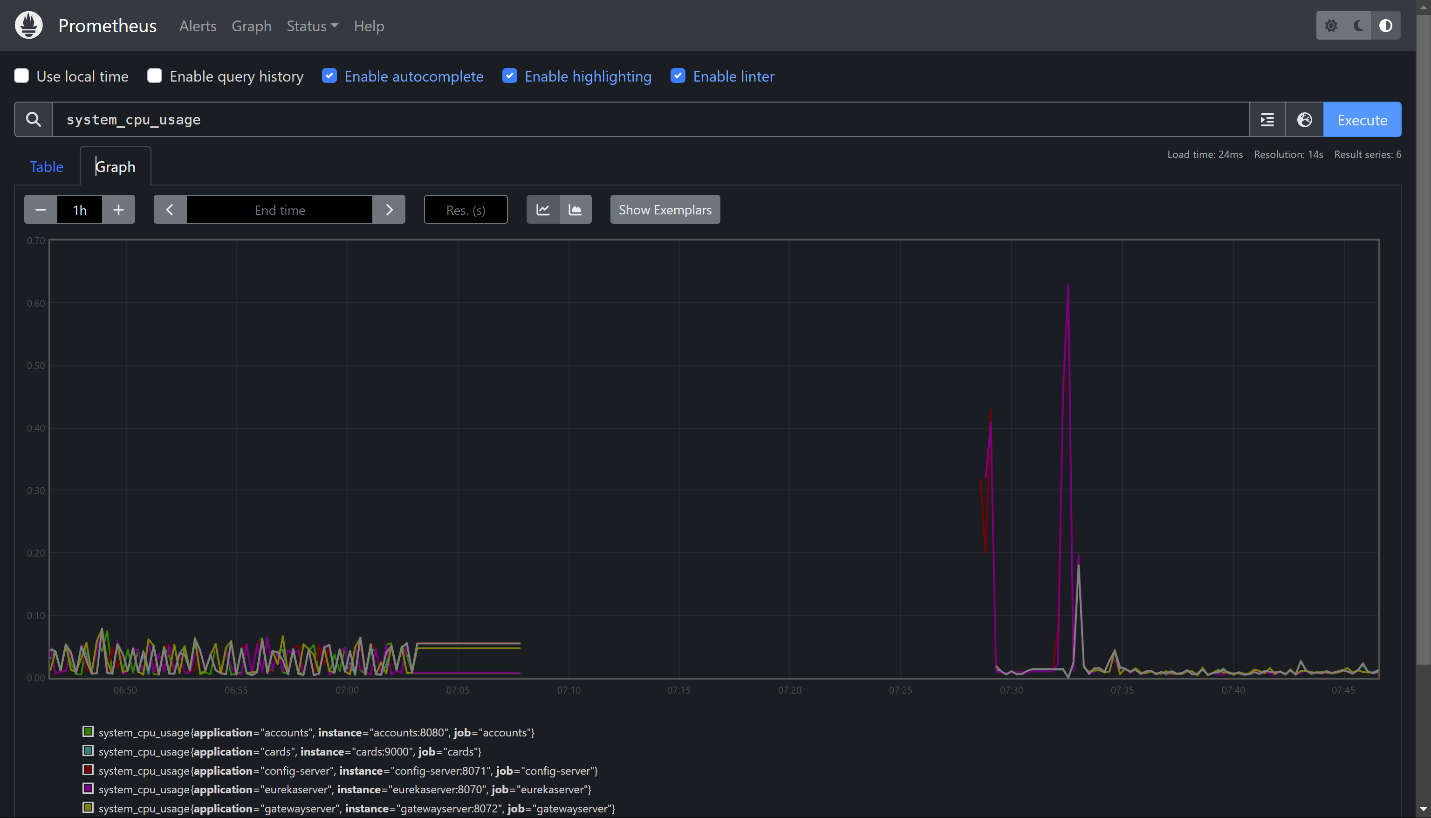 Prometheus Alerts Graph Status Help
Use local time Enable query history Enable autocomplete Enable highlighting Enable linter
system_cpu_usage Execute
Table Graph Load time: 24ms Resolution: 14s Result series: 6
1h End time Res. (s) Show Exemplars
0.70
0.60
0.50
0.40
0.30
0.20
0.10
0.00
06:50 06:55 07:00 07:05 07:10 07:15 07:20 07:25 07:30 07:35 07:40 07:45
system_cpu_usage{application="accounts", instance="accounts:8080", job="accounts"}
system_cpu_usage{application="cards", instance="cards:9000", job="cards"}
system_cpu_usage{application="config-server", instance="config-server:8071", job="config-server"}
system_cpu_usage{application="eurekaserver", instance="eurekaserver:8070", job="eurekaserver"}
system_cpu_usage{application="gatewayserver", instance="gatewayserver:8072", job="gatewayserver"}